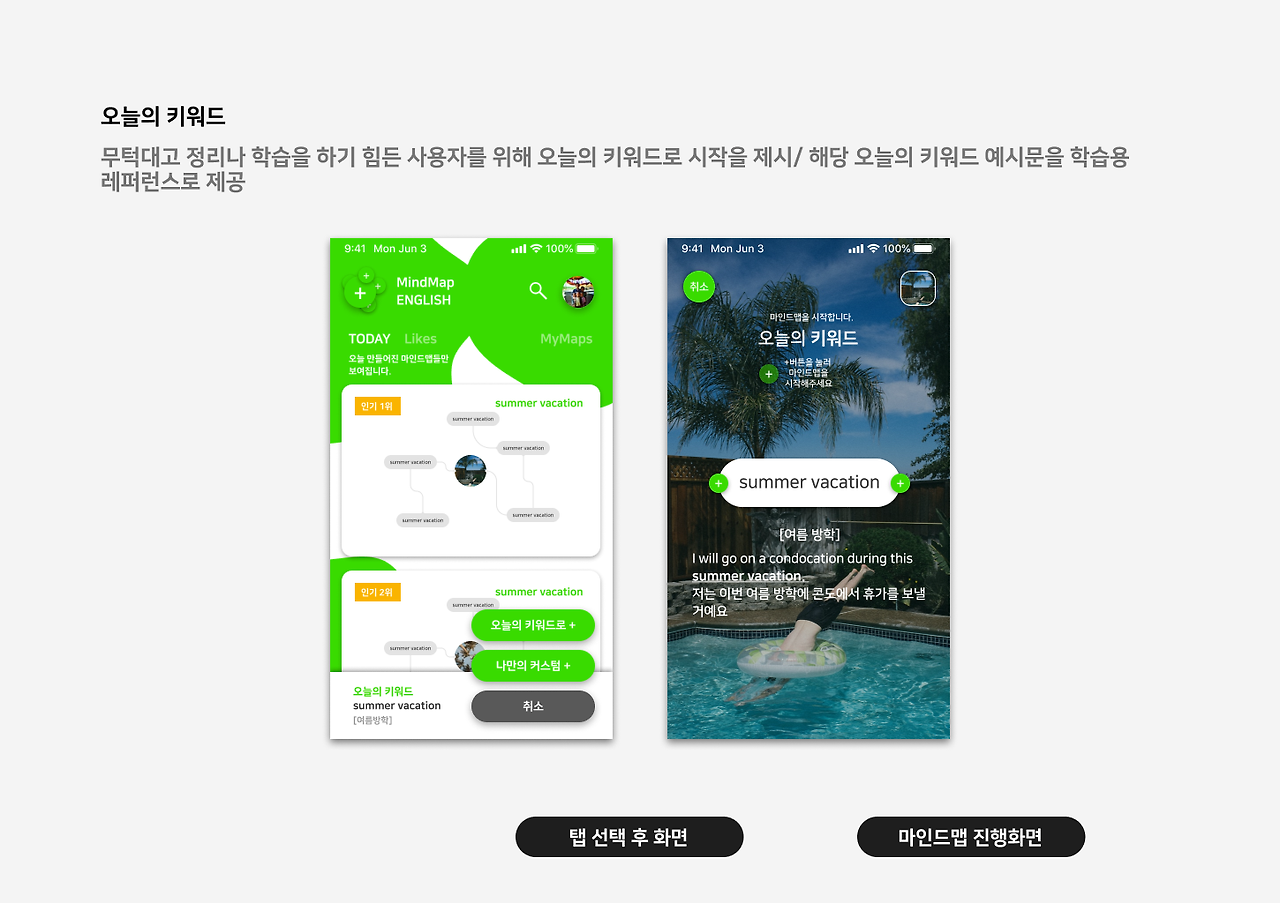 오늘의 키워드
무턱대고 정리나 학습을 하기 힘든 사용자를 위해 오늘의 키워드로 시작을 제시/ 해당 오늘의 키워드 예시문을 학습용
레퍼런스로 제공
9:41 Mon Jun 3 100%
MindMap
ENGLISH
TODAY Likes MyMaps
오늘 만들어진 마인드맵들만
보여집니다.
인기 1위 summer vacation
summer vacation
summer vacation
summer vacation
summer vacation
summer vacation
인기 2위 summer vacation
summer vacation
summer vacation
오늘의 키워드로 +
나만의 커스텀 +
취소
오늘의 키워드
summer vacation
[여름방학]
9:41 Mon Jun 3 100%
취소
마인드맵을 시작합니다.
오늘의 키워드
+버튼을 눌러
마인드맵을
시작해주세요
summer vacation
[여름 방학]
I will go on a condocation during this
summer vacation.
저는 이번 여름 방학에 콘도에서 휴가를 보낼
거예요
탭 선택 후 화면
마인드맵 진행화면